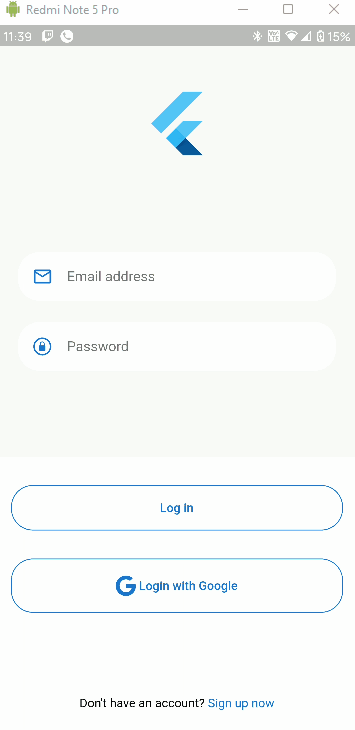 Redmi Note 5 Pro
11:39
VoLTE
15%
Email address
Password
Log in
Login with Google
Don't have an account? Sign up now